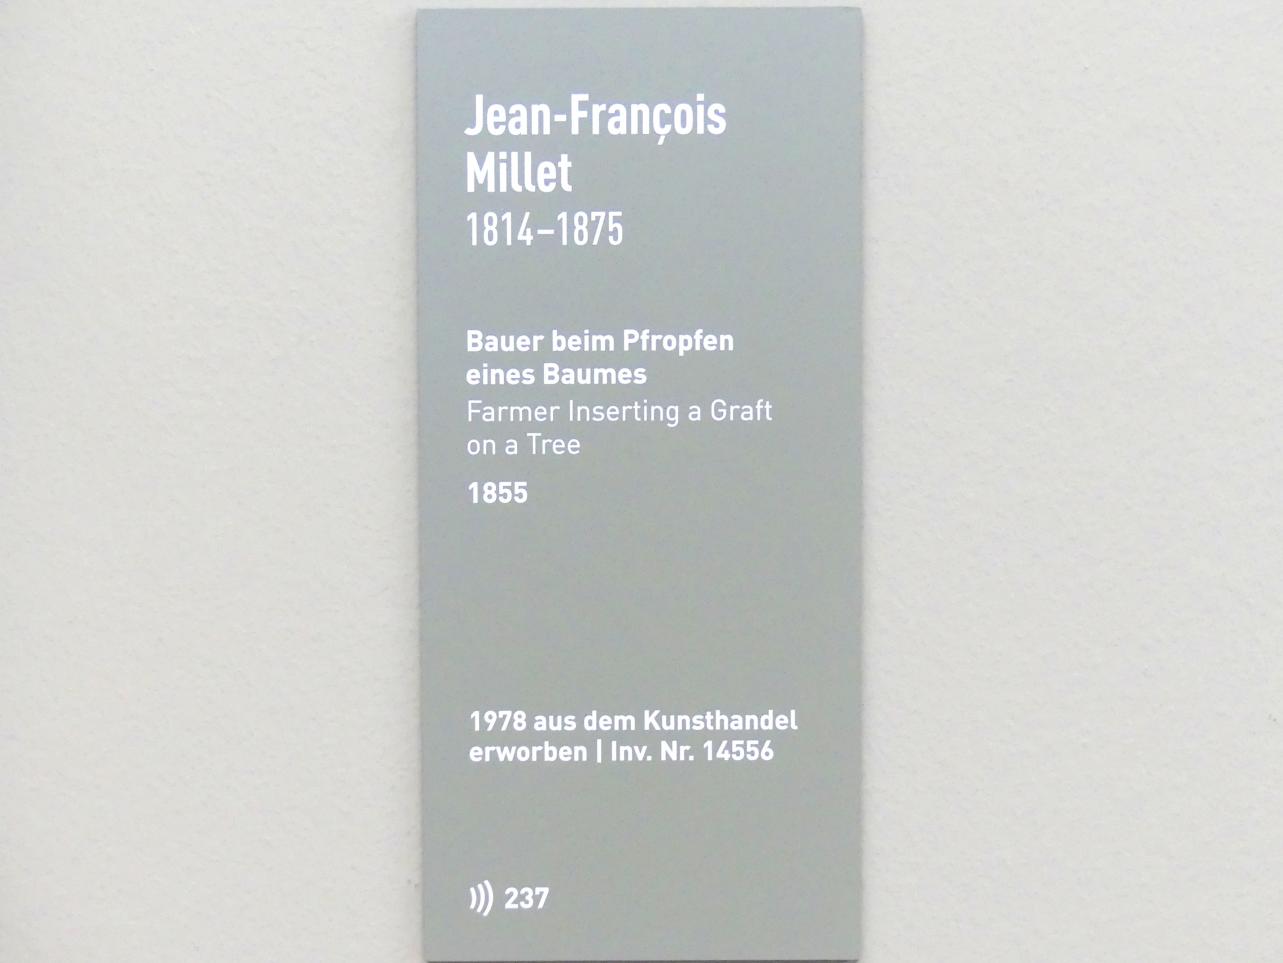 Jean-François
Millet
1814–1875
Bauer beim Pfropfen
eines Baumes
Farmer Inserting a Graft
on a Tree
1855
1978 aus dem Kunsthandel
erworben | Inv. Nr. 14556
237